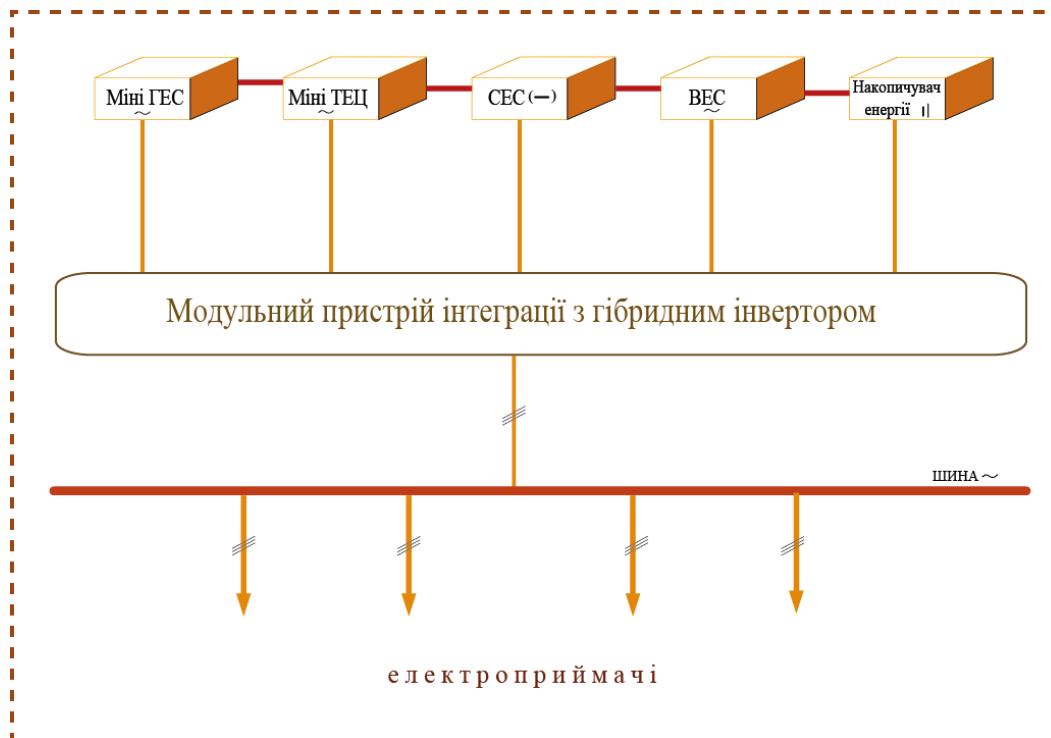 Міні ГЕС
~
Міні ТЕЦ
~
СЕС (—)
ВЕС
~
Накопичувач
енергії
Модульний пристрій інтеграції з гібридним інвертором
ШИНА ~
електроприймачі